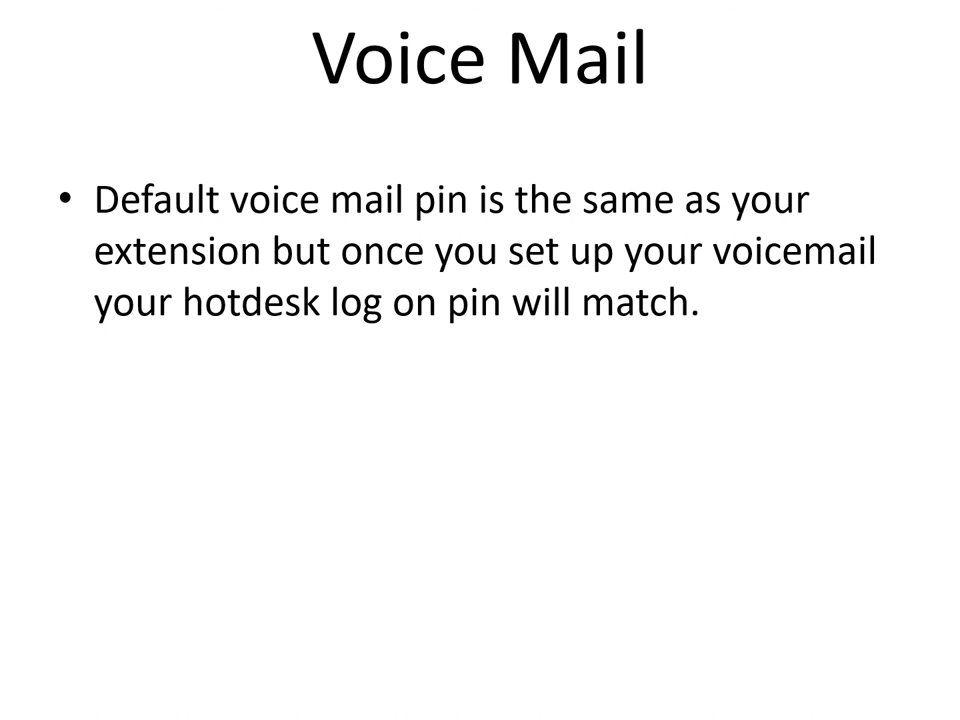 Voice Mail
• Default voice mail pin is the same as your
extension but once you set up your voicemail
your hotdesk log on pin will match.